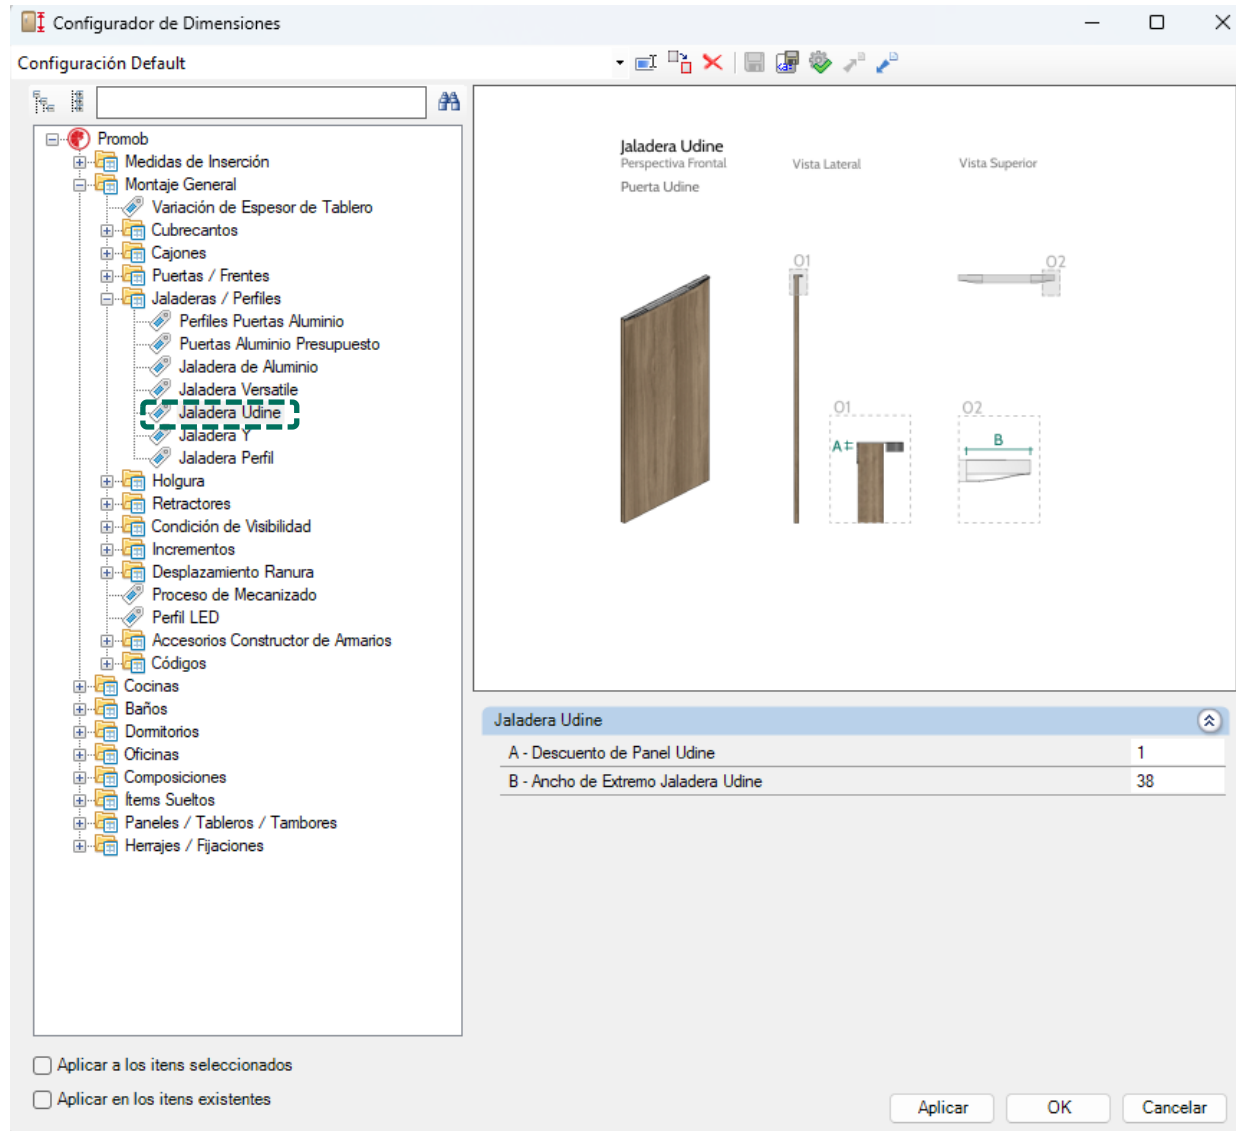 Configurador de Dimensiones
Configuración Default
Promob
Medidas de Inserción
Montaje General
Variación de Espesor de Tablero
Cubrecantos
Cajones
Puertas / Frentes
Jaladeras / Perfiles
Perfiles Puertas Aluminio
Puertas Aluminio Presupuesto
Jaladera de Aluminio
Jaladera Versatile
Jaladera Udine
Jaladera Y
Jaladera Perfil
Holgura
Retractores
Condición de Visibilidad
Incrementos
Desplazamiento Ranura
Proceso de Mecanizado
Perfil LED
Accesorios Constructor de Armarios
Códigos
Cocinas
Baños
Dormitorios
Oficinas
Composiciones
Ítems Sueltos
Paneles / Tableros / Tambores
Herrajes / Fijaciones
Jaladera Udine
Perspectiva Frontal Vista Lateral Vista Superior
Puerta Udine
01
02
01 02
A
B
Jaladera Udine
A - Descuento de Panel Udine 1
B - Ancho de Extremo Jaladera Udine 38
Aplicar a los itens seleccionados
Aplicar en los itens existentes
Aplicar OK Cancelar